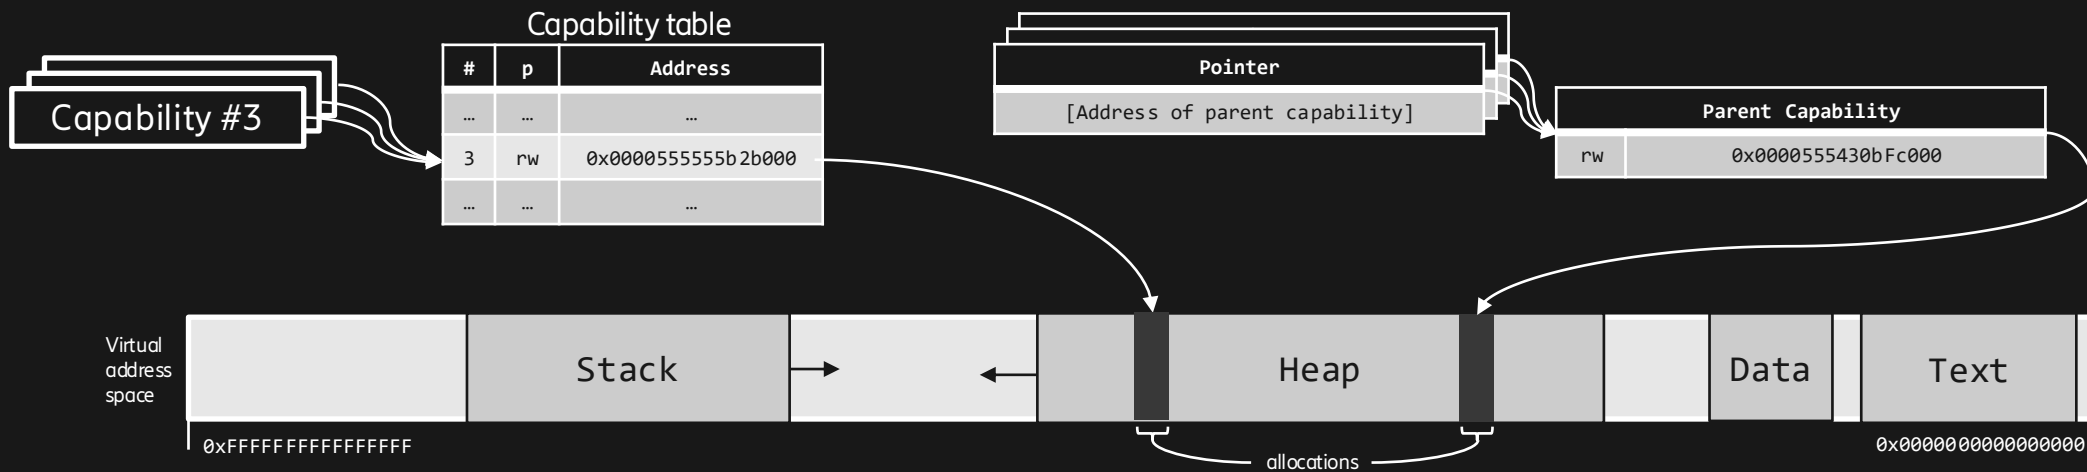 Capability table
# p Address
… … …
3 rw 0x0000555555b2b000
… … …
Capability #3
Pointer
[Address of parent capability]
Parent Capability
rw 0x0000555430bFc000
Virtual
address
space
Stack
Heap
Data
Text
0xFFFFFFFFFFFFFFFF
allocations
0x0000000000000000